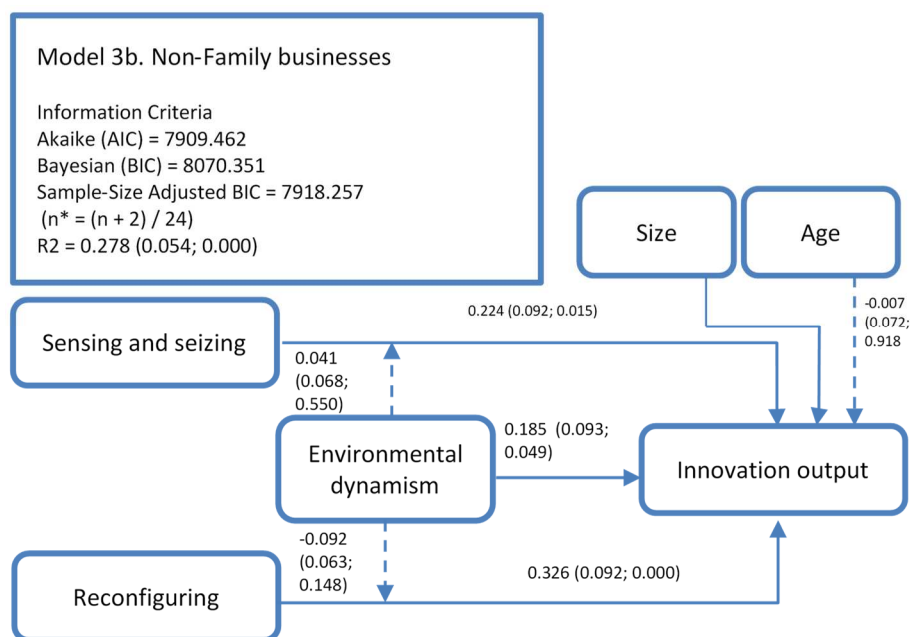 Model 3b. Non-Family businesses
Information Criteria
Akaike (AIC) = 7909.462
Bayesian (BIC) = 8070.351
Sample-Size Adjusted BIC = 7918.257
(n* = (n + 2) / 24)
R2 = 0.278 (0.054; 0.000)
Size
Age
-0.007
(0.072;
0.918
0.224 (0.092; 0.015)
Sensing and seizing
0.041
(0.068;
0.550)
Environmental
dynamism
0.185 (0.093;
0.049)
Innovation output
-0.092
(0.063;
0.148)
0.326 (0.092; 0.000)
Reconfiguring